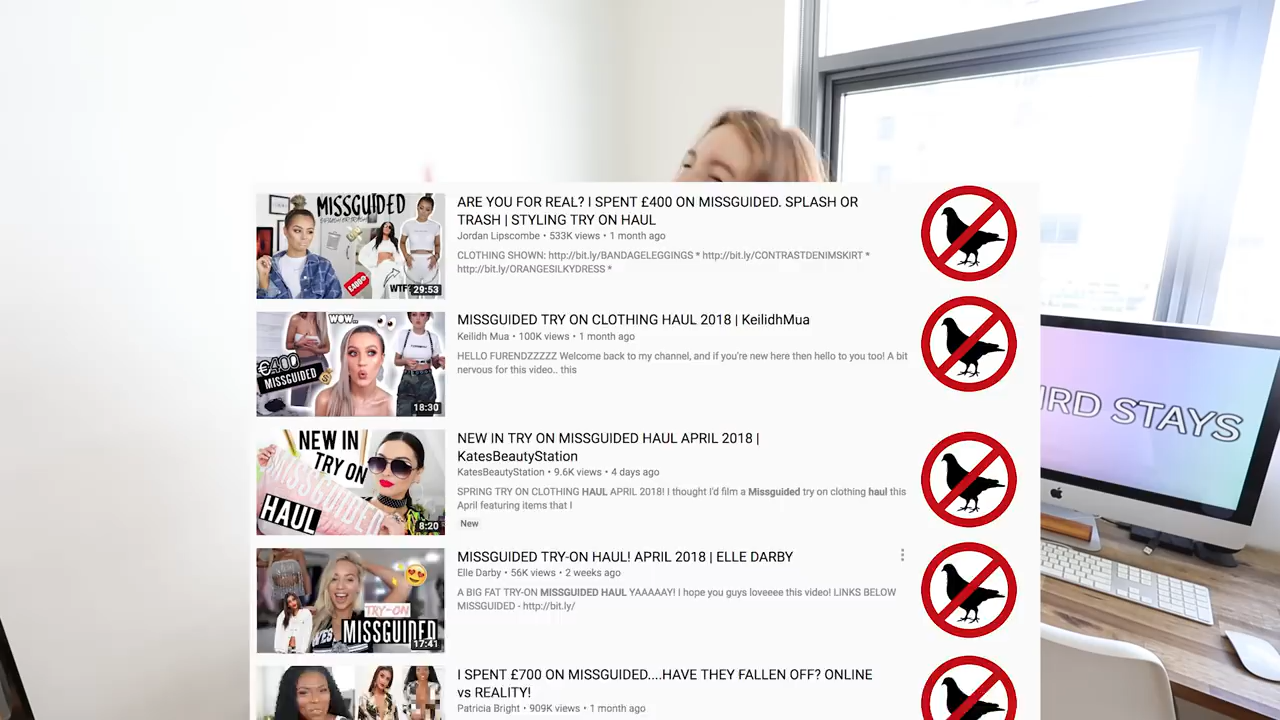 MISSGUIDED
SPLASH OR TRASH
£400
WTF
29:53
ARE YOU FOR REAL? I SPENT £400 ON MISSGUIDED. SPLASH OR
TRASH | STYLING TRY ON HAUL
Jordan Lipscombe • 533K views • 1 month ago
CLOTHING SHOWN: http://bit.ly/BANDAGELEGGINGS * http://bit.ly/CONTRASTDENIMSKIRT *
http://bit.ly/ORANGESILKYDRESS *
WOW..
€400
MISSGUIDED
18:30
MISSGUIDED TRY ON CLOTHING HAUL 2018 | KeilidhMua
Keilidh Mua • 100K views • 1 month ago
HELLO FURENDZZZZZ Welcome back to my channel, and if you're new here then hello to you too! A bit
nervous for this video.. this
NEW IN
TRY ON
MISSGUIDED
HAUL
8:20
NEW IN TRY ON MISSGUIDED HAUL APRIL 2018 |
KatesBeautyStation
KatesBeautyStation • 9.6K views • 4 days ago
SPRING TRY ON CLOTHING HAUL APRIL 2018! I thought I'd film a Missguided try on clothing haul this
April featuring items that I
New
IRD STAYS
TRY-ON
MISSGUIDED
17:41
MISSGUIDED TRY-ON HAUL! APRIL 2018 | ELLE DARBY
Elle Darby • 56K views • 2 weeks ago
A BIG FAT TRY-ON MISSGUIDED HAUL YAAAAAY! I hope you guys loveeee this video! LINKS BELOW
MISSGUIDED - http://bit.ly/
I SPENT £700 ON MISSGUIDED....HAVE THEY FALLEN OFF? ONLINE
vs REALITY!
Patricia Bright • 909K views • 1 month ago